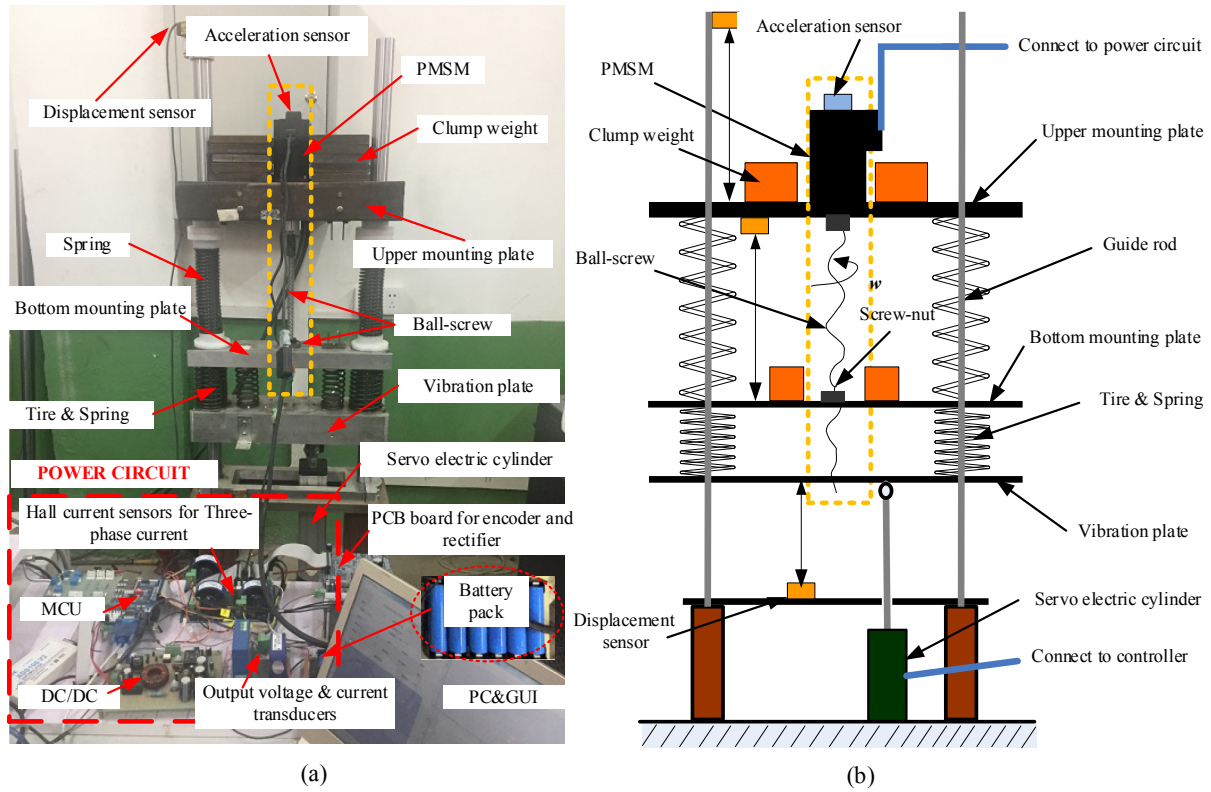 Acceleration sensor
PMSM
Displacement sensor
Clump weight
Spring
Upper mounting plate
Bottom mounting plate
Ball-screw
Vibration plate
Tire & Spring
Servo electric cylinder
POWER CIRCUIT
Hall current sensors for Three-
phase current
PCB board for encoder and
rectifier
Battery
pack
MCU
DC/DC
Output voltage & current
transducers
PC&GUI
(a)
Acceleration sensor
Connect to power circuit
PMSM
Clump weight
Upper mounting plate
Guide rod
Ball-screw
w
Screw-nut
Bottom mounting plate
Tire & Spring
Vibration plate
Displacement
sensor
Servo electric cylinder
Connect to controller
(b)